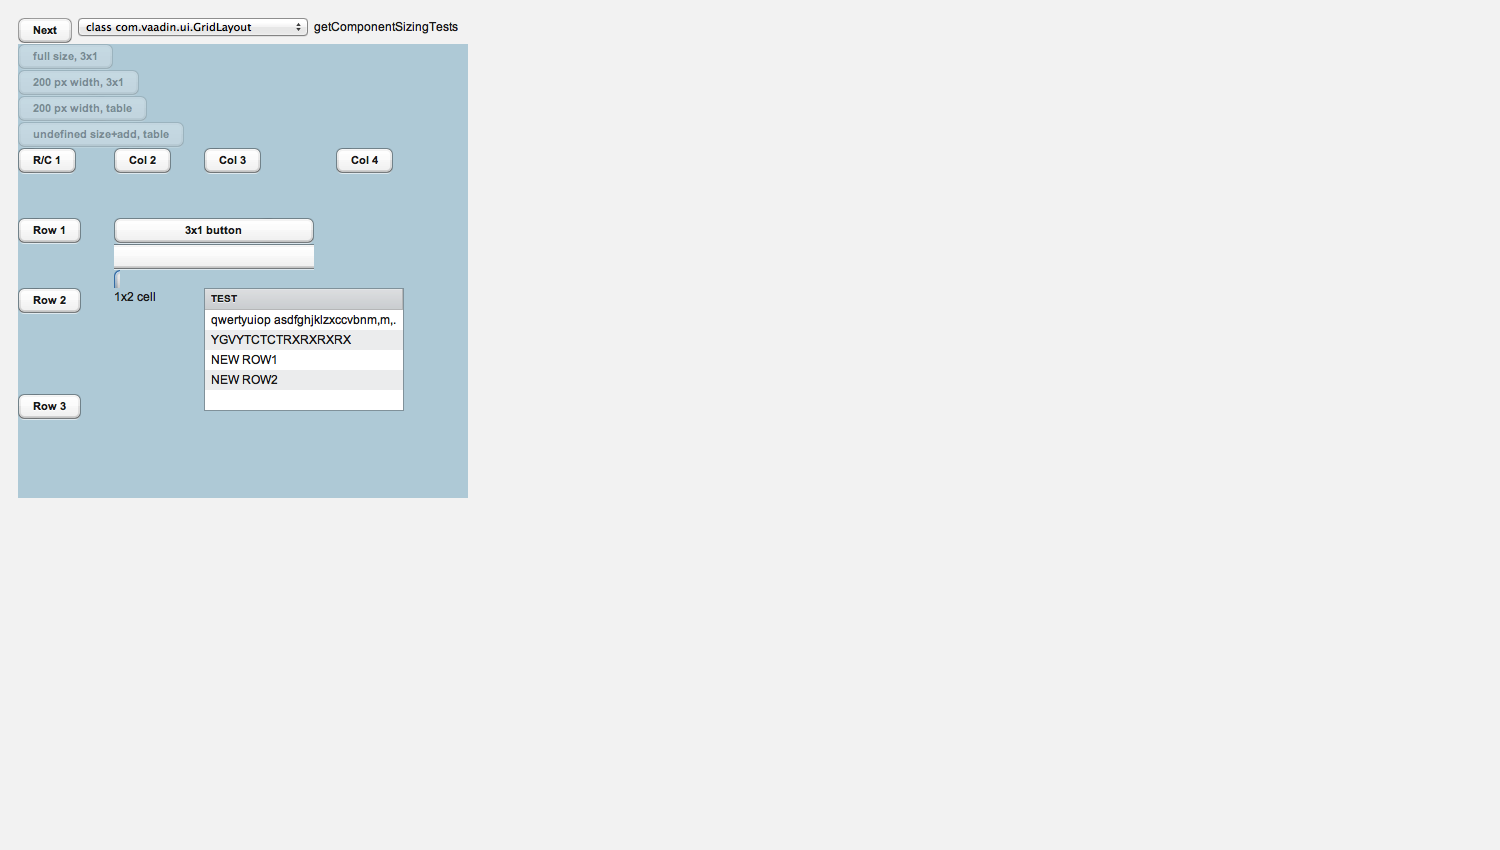 Next class com.vaadin.ui.GridLayout getComponentSizingTests
full size, 3x1
200 px width, 3x1
200 px width, table
undefined size+add, table
R/C 1 Col 2 Col 3 Col 4
Row 1 3x1 button
Row 2 1x2 cell TEST
qwertyuiop asdfghjklzxccvbnm,m,.
YGVYTCTCTRXRXRXRX
NEW ROW1
NEW ROW2
Row 3